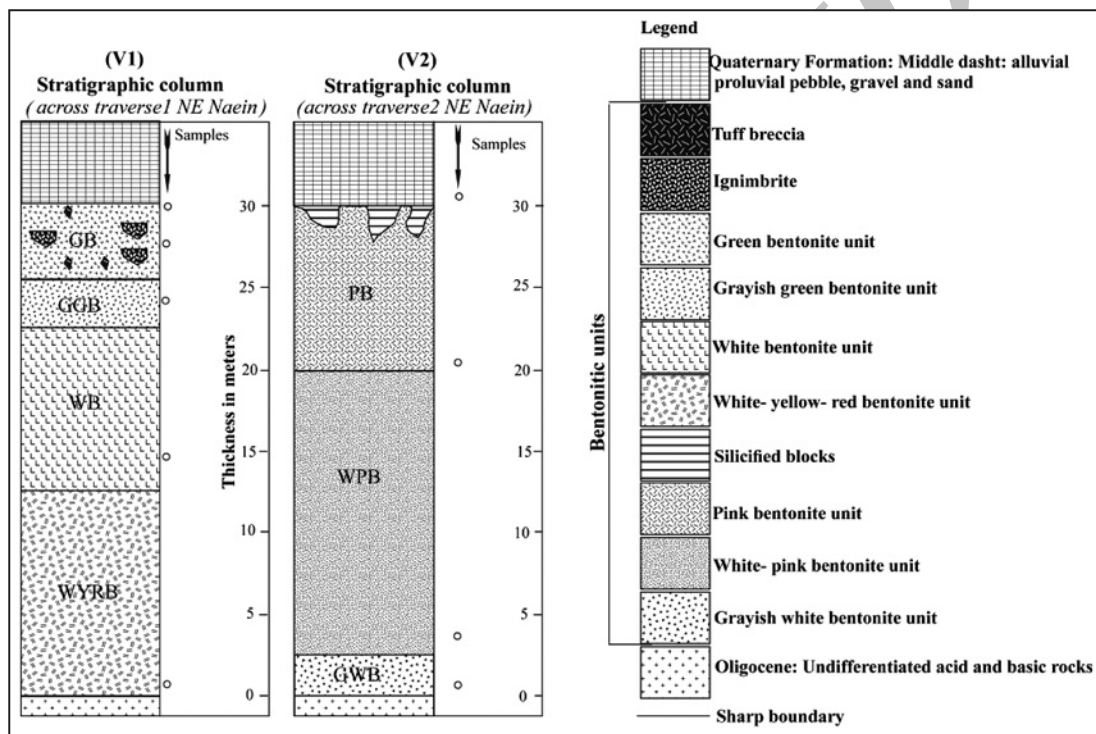 (V1)
Stratigraphic column
( across traverse1 NE Naein)
Samples
GB
GGB
WB
WYRB
(V2)
Stratigraphic column
(across traverse2 NE Naein)
Samples
Thickness in meters
30
25
20
15
10
5
0
PB
WPB
GWB
30
25
20
15
10
5
0
Legend
Quaternary Formation: Middle dasht: alluvial
proluvial pebble, gravel and sand
Bentonitic units
Tuff breccia
Ignimbrite
Green bentonite unit
Grayish green bentonite unit
White bentonite unit
White- yellow- red bentonite unit
Silicified blocks
Pink bentonite unit
White- pink bentonite unit
Grayish white bentonite unit
Oligocene: Undifferentiated acid and basic rocks
Sharp boundary